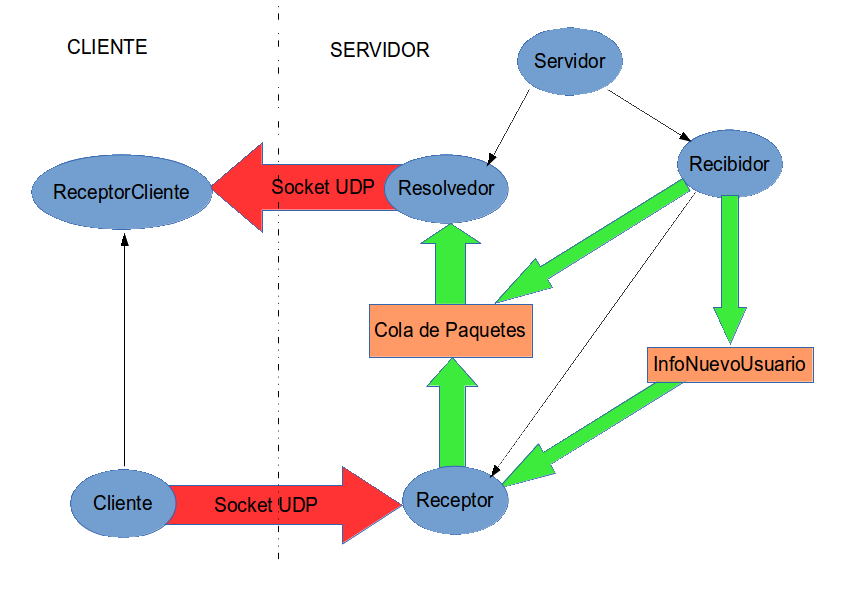 CLIENTE
SERVIDOR
Servidor
Recibidor
ReceptorCliente
Socket UDP
Resolvedor
Cola de Paquetes
InfoNuevoUsuario
Cliente
Socket UDP
Receptor